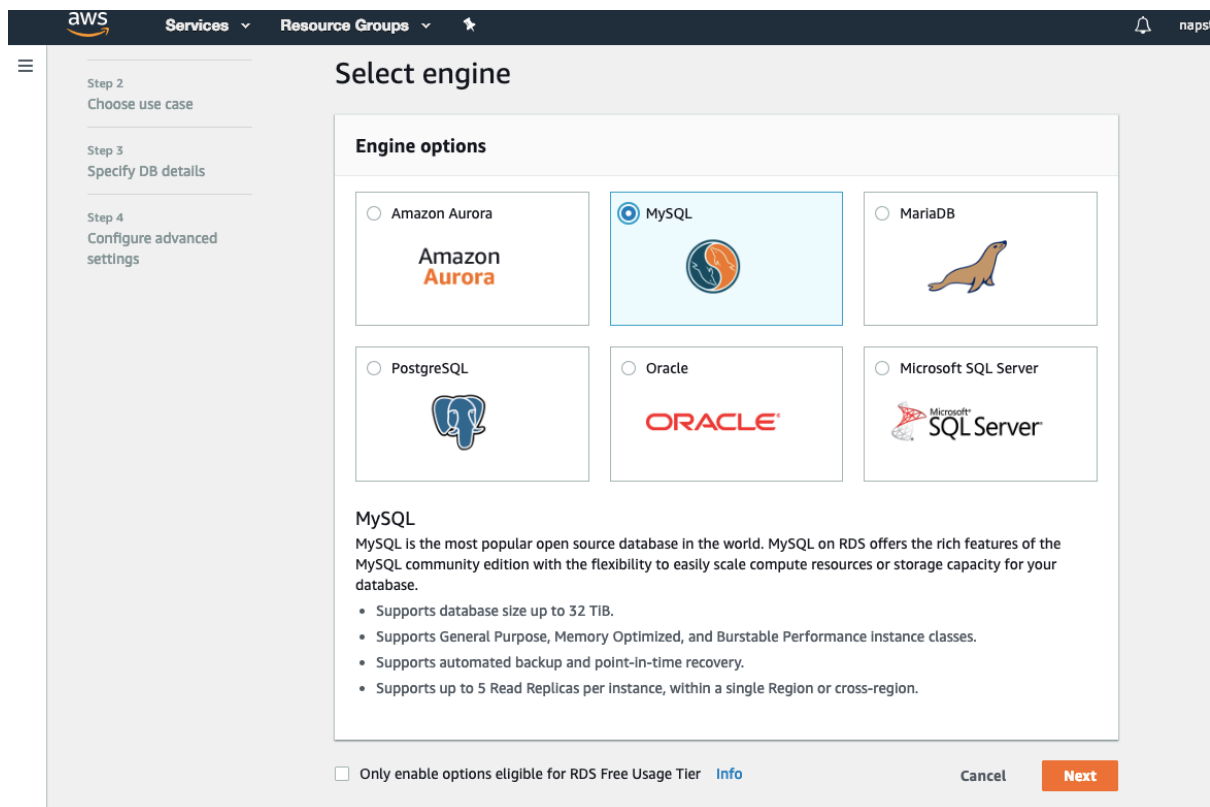 aws
Services
Resource Groups
naps
Step 2
Choose use case
Step 3
Specify DB details
Step 4
Configure advanced
settings
Select engine
Engine options
Amazon Aurora
Amazon
Aurora
MySQL
MariaDB
PostgreSQL
Oracle
ORACLE
Microsoft SQL Server
Microsoft
SQL Server
MySQL
MySQL is the most popular open source database in the world. MySQL on RDS offers the rich features of the
MySQL community edition with the flexibility to easily scale compute resources or storage capacity for your
database.
• Supports database size up to 32 TiB.
• Supports General Purpose, Memory Optimized, and Burstable Performance instance classes.
• Supports automated backup and point-in-time recovery.
• Supports up to 5 Read Replicas per instance, within a single Region or cross-region.
Only enable options eligible for RDS Free Usage Tier Info
Cancel
Next